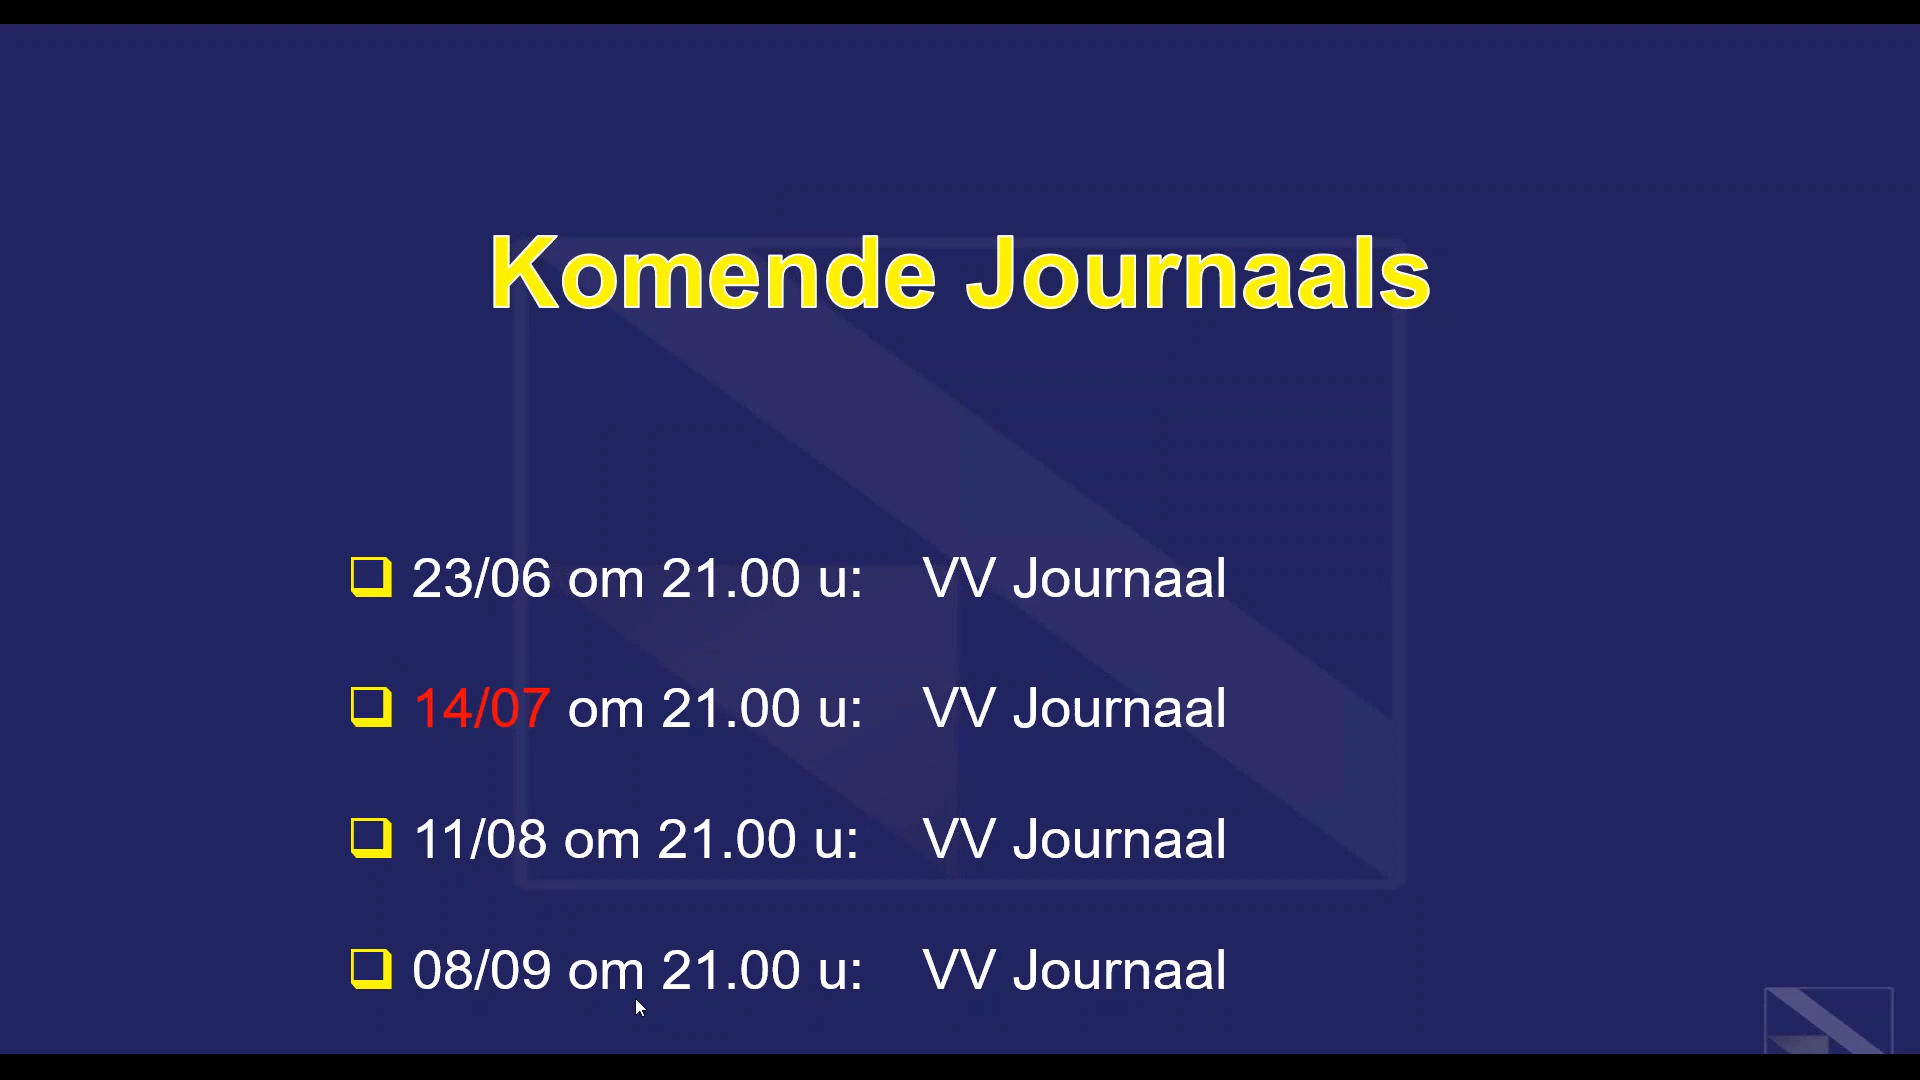 Komende Journaals
23/06 om 21.00 u: VV Journaal
14/07 om 21.00 u: VV Journaal
11/08 om 21.00 u: VV Journaal
08/09 om 21.00 u: VV Journaal